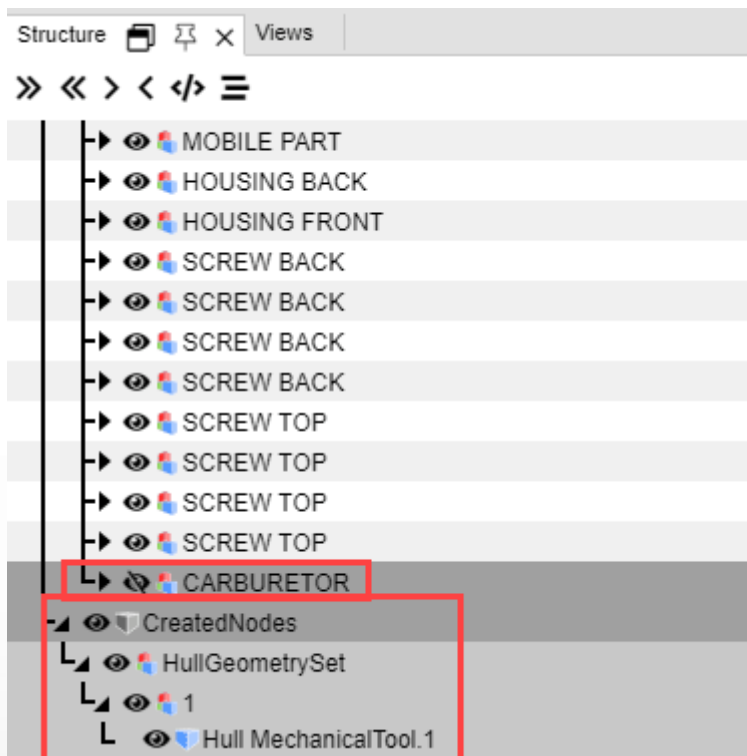 Structure Views
MOBILE PART
HOUSING BACK
HOUSING FRONT
SCREW BACK
SCREW BACK
SCREW BACK
SCREW BACK
SCREW TOP
SCREW TOP
SCREW TOP
SCREW TOP
CARBURETOR
CreatedNodes
HullGeometrySet
1
Hull MechanicalTool.1